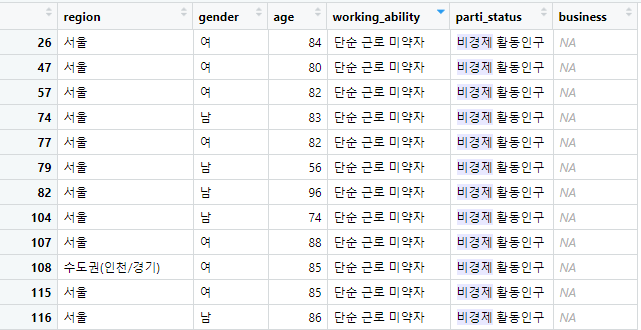 region gender age working_ability parti_status business
26 서울 여 84 단순 근로 미약자 비경제 활동인구 NA
47 서울 여 80 단순 근로 미약자 비경제 활동인구 NA
57 서울 여 82 단순 근로 미약자 비경제 활동인구 NA
74 서울 남 83 단순 근로 미약자 비경제 활동인구 NA
77 서울 여 82 단순 근로 미약자 비경제 활동인구 NA
79 서울 남 56 단순 근로 미약자 비경제 활동인구 NA
82 서울 남 96 단순 근로 미약자 비경제 활동인구 NA
104 서울 남 74 단순 근로 미약자 비경제 활동인구 NA
107 서울 여 88 단순 근로 미약자 비경제 활동인구 NA
108 수도권(인천/경기) 여 85 단순 근로 미약자 비경제 활동인구 NA
115 서울 여 85 단순 근로 미약자 비경제 활동인구 NA
116 서울 남 86 단순 근로 미약자 비경제 활동인구 NA